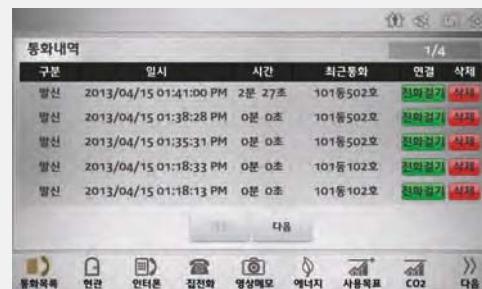 통화내역 1/4
구분 일시 시간 최근통화 연결 삭제
발신 2013/04/15 01:41:00 PM 2분 27초 101동502호 전화걸기 삭제
발신 2013/04/15 01:38:28 PM 0분 0초 101동502호 전화걸기 삭제
발신 2013/04/15 01:35:31 PM 0분 0초 101동502호 전화걸기 삭제
발신 2013/04/15 01:18:33 PM 0분 0초 101동102호 전화걸기 삭제
발신 2013/04/15 01:18:13 PM 0분 0초 101동102호 전화걸기 삭제
다음
통화목록 현관 인터폰 집전화 영상메모 에너지 사용목표 CO2 다음